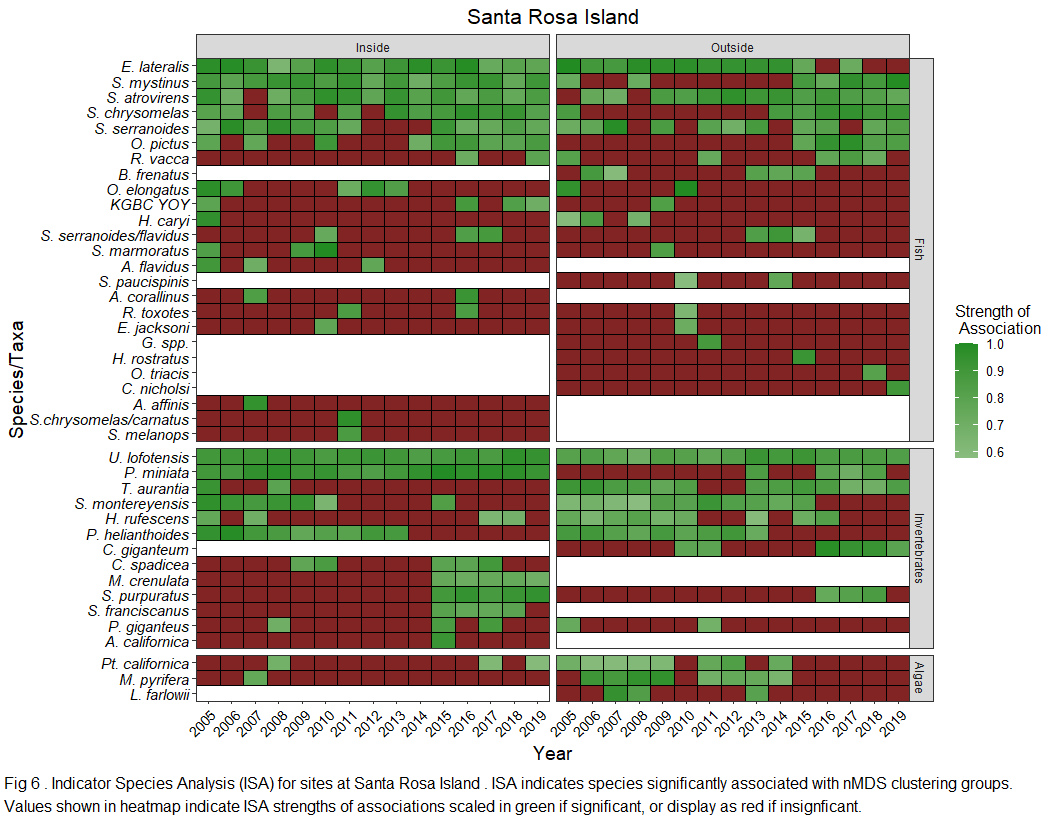 Santa Rosa Island
Inside
Outside
E. lateralis
S. mystinus
S. atrovirens
S. chrysomelas
S. serranoides
O. pictus
R. vacca
B. frenatus
O. elongatus
KGBC YOY
H. caryi
S. serranoides/flavidus
S. marmoratus
A. flavidus
S. paucispinis
A. corallinus
R. toxotes
E. jacksoni
G. spp.
H. rostratus
O. triacis
C. nicholsi
A. affinis
S.chrysomelas/carnatus
S. melanops
Fish
U. lofotensis
P. miniata
T. aurantia
S. montereyensis
H. rufescens
P. helianthoides
C. giganteum
C. spadicea
M. crenulata
S. purpuratus
S. franciscanus
P. giganteus
A. californica
Invertebrates
Pt. californica
M. pyrifera
L. farlowii
Algae
Species/Taxa
2005 2006 2007 2008 2009 2010 2011 2012 2013 2014 2015 2016 2017 2018 2019
2005 2006 2007 2008 2009 2010 2011 2012 2013 2014 2015 2016 2017 2018 2019
Year
Strength of
Association
1.0
0.9
0.8
0.7
0.6
Fig 6 . Indicator Species Analysis (ISA) for sites at Santa Rosa Island . ISA indicates species significantly associated with nMDS clustering groups.
Values shown in heatmap indicate ISA strengths of associations scaled in green if significant, or display as red if insignficant.